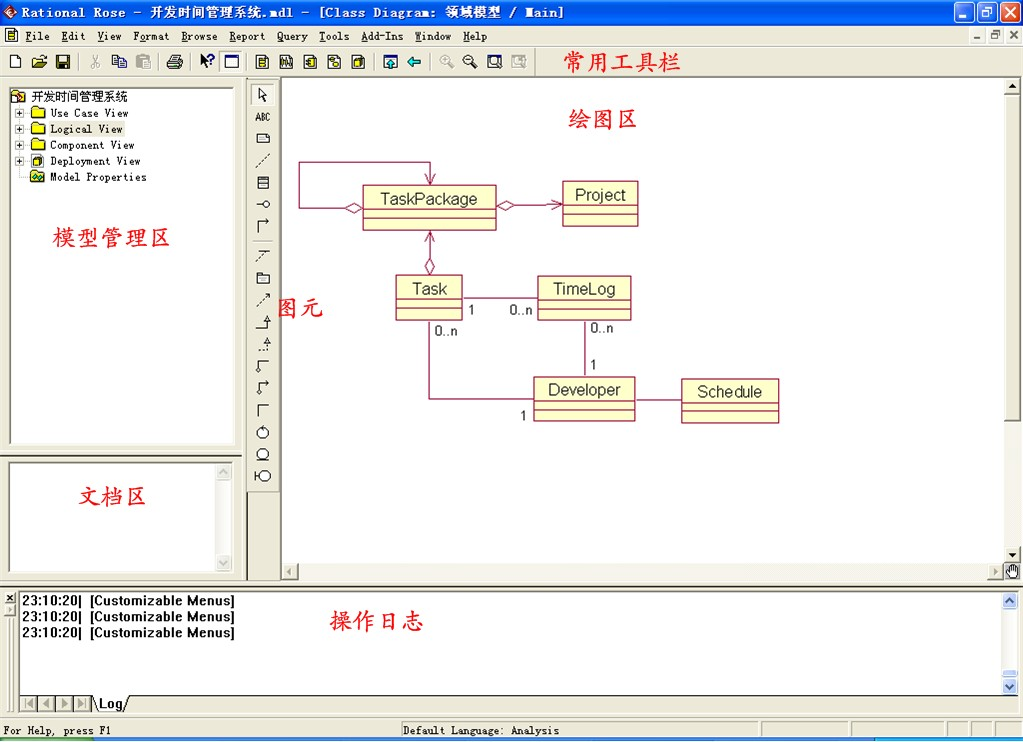 Rational Rose - 开发时间管理系统.mdl - [Class Diagram: 领域模型 / Main]
File Edit View Format Browse Report Query Tools Add-Ins Window Help
常用工具栏
开发时间管理系统
Use Case View
Logical View
Component View
Deployment View
Model Properties
模型管理区
ABC
图元
绘图区
TaskPackage
Project
Task
TimeLog
1
0..n
0..n
0..n
1
Developer
Schedule
1
文档区
23:10:20| [Customizable Menus]
23:10:20| [Customizable Menus]
23:10:20| [Customizable Menus]
操作日志
Log
For Help, press F1
Default Language: Analysis